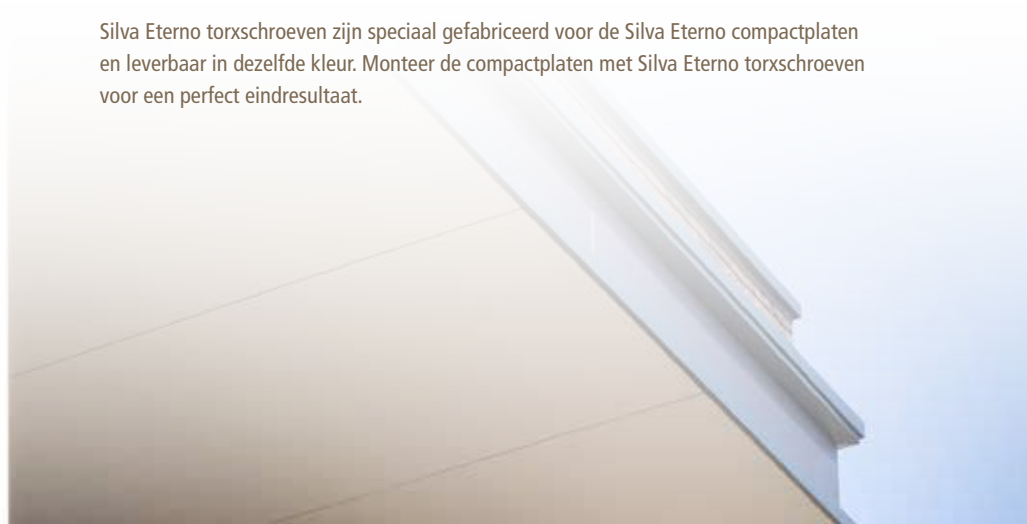 Silva Eterno torxschroeven zijn speciaal gefabriceerd voor de Silva Eterno compactplaten
en leverbaar in dezelfde kleur. Monteer de compactplaten met Silva Eterno torxschroeven
voor een perfect eindresultaat.